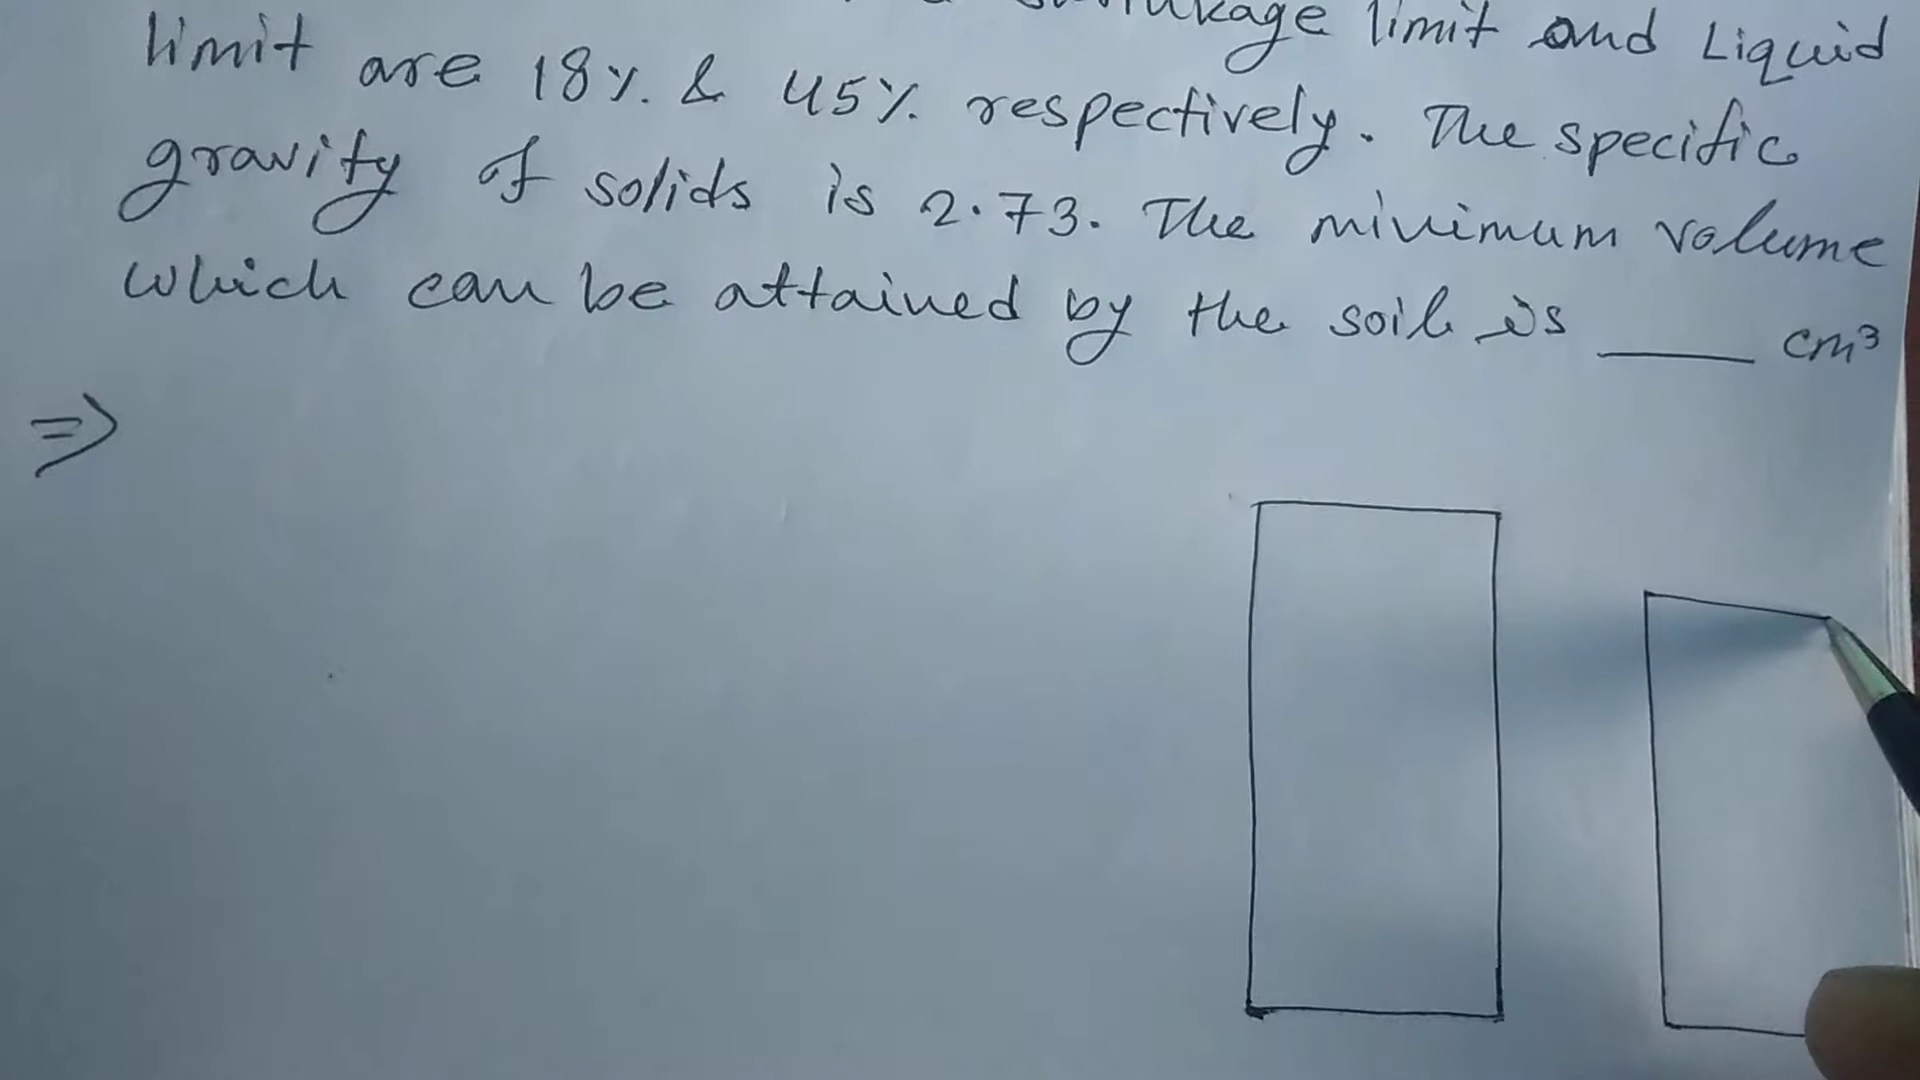 shrinkage limit and Liquid
limit are 18% & 45% respectively. The specific
gravity of solids is 2.73. The minimum volume
which can be attained by the soil is ____ cm³
⇒